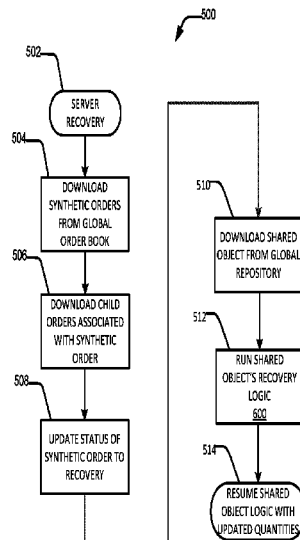 500
502
SERVER
RECOVERY
504
DOWNLOAD
SYNTHETIC ORDERS
FROM GLOBAL
ORDER BOOK
506
DOWNLOAD CHILD
ORDERS ASSOCIATED
WITH SYNTHETIC
ORDER
508
UPDATE STATUS OF
SYNTHETIC ORDER TO
RECOVERY
510
DOWNLOAD SHARED
OBJECT FROM GLOBAL
REPOSITORY
512
RUN SHARED
OBJECT'S RECOVERY
LOGIC
600
514
RESUME SHARED
OBJECT LOGIC WITH
UPDATED QUANTITIES